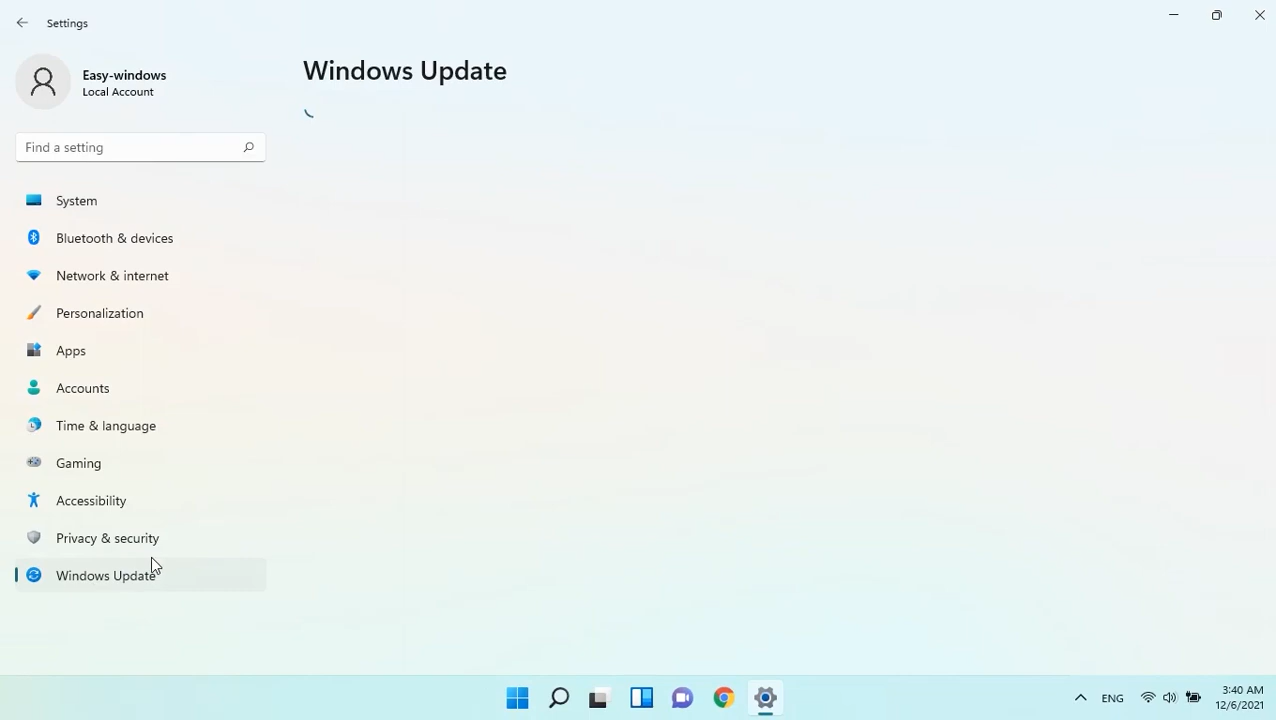 Settings
Easy-windows
Local Account
Find a setting
System
Bluetooth & devices
Network & internet
Personalization
Apps
Accounts
Time & language
Gaming
Accessibility
Privacy & security
Windows Update
Windows Update
ENG
3:40 AM
12/6/2021